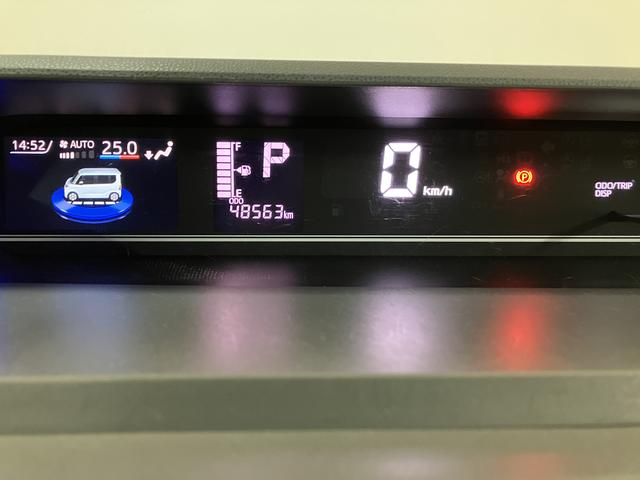 14:52
AUTO 25.0
F
P
E
ODO
48563km
0
km/h
P
ODO/TRIP
DISP